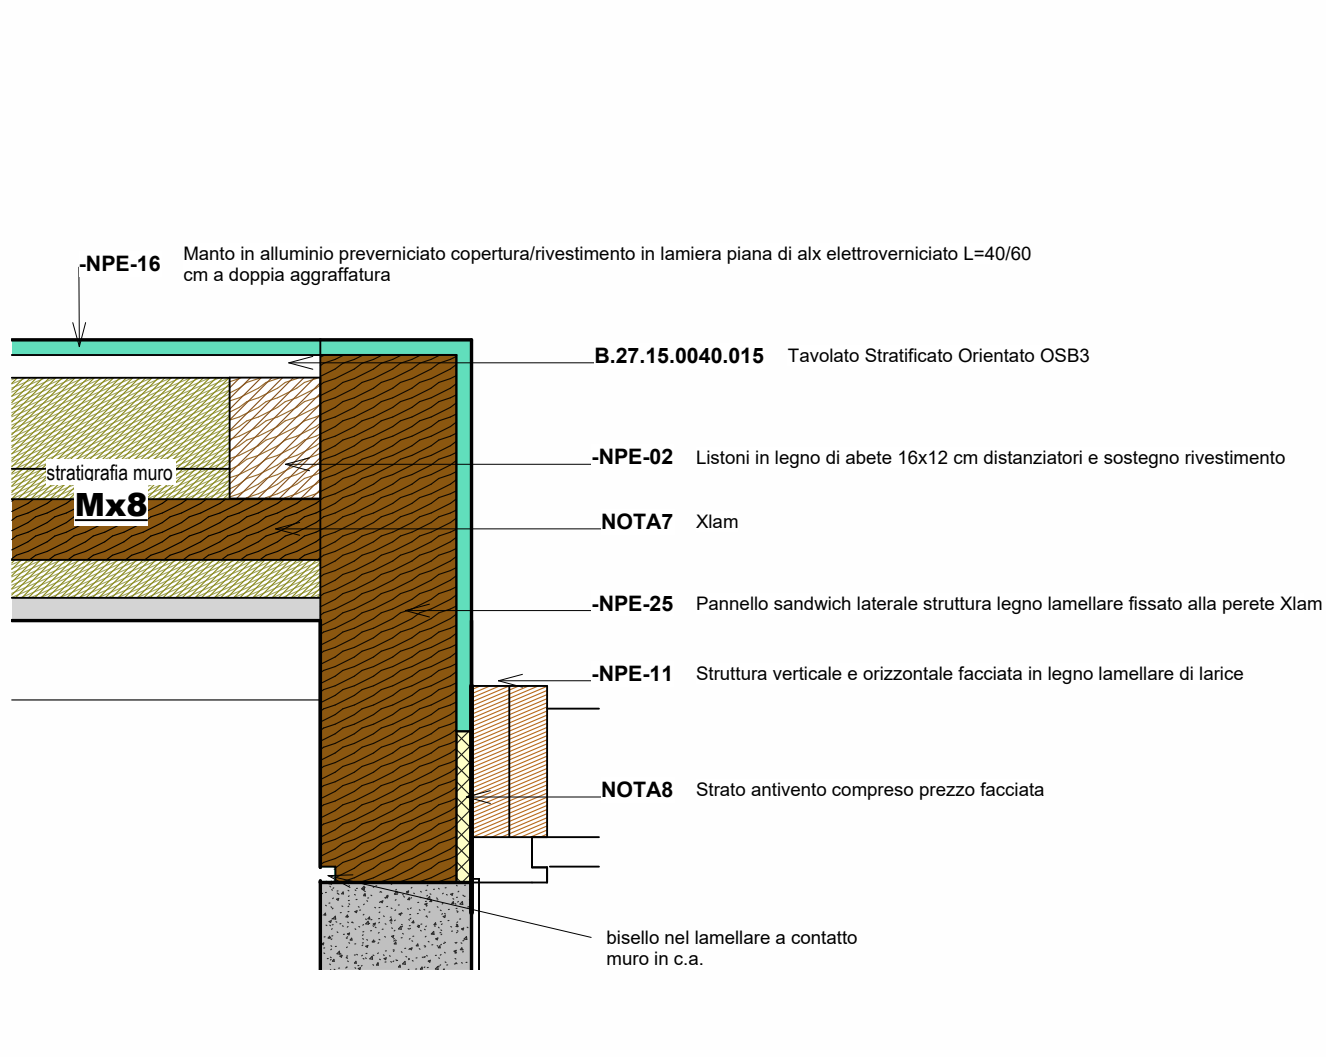 -NPE-16 Manto in alluminio preverniciato copertura/rivestimento in lamiera piana di alx elettroverniciato L=40/60
cm a doppia aggraffatura
B.27.15.0040.015 Tavolato Stratificato Orientato OSB3
-NPE-02 Listoni in legno di abete 16x12 cm distanziatori e sostegno rivestimento
stratigrafia muro
Mx8
NOTA7 Xlam
-NPE-25 Pannello sandwich laterale struttura legno lamellare fissato alla perete Xlam
-NPE-11 Struttura verticale e orizzontale facciata in legno lamellare di larice
NOTA8 Strato antivento compreso prezzo facciata
bisello nel lamellare a contatto
muro in c.a.